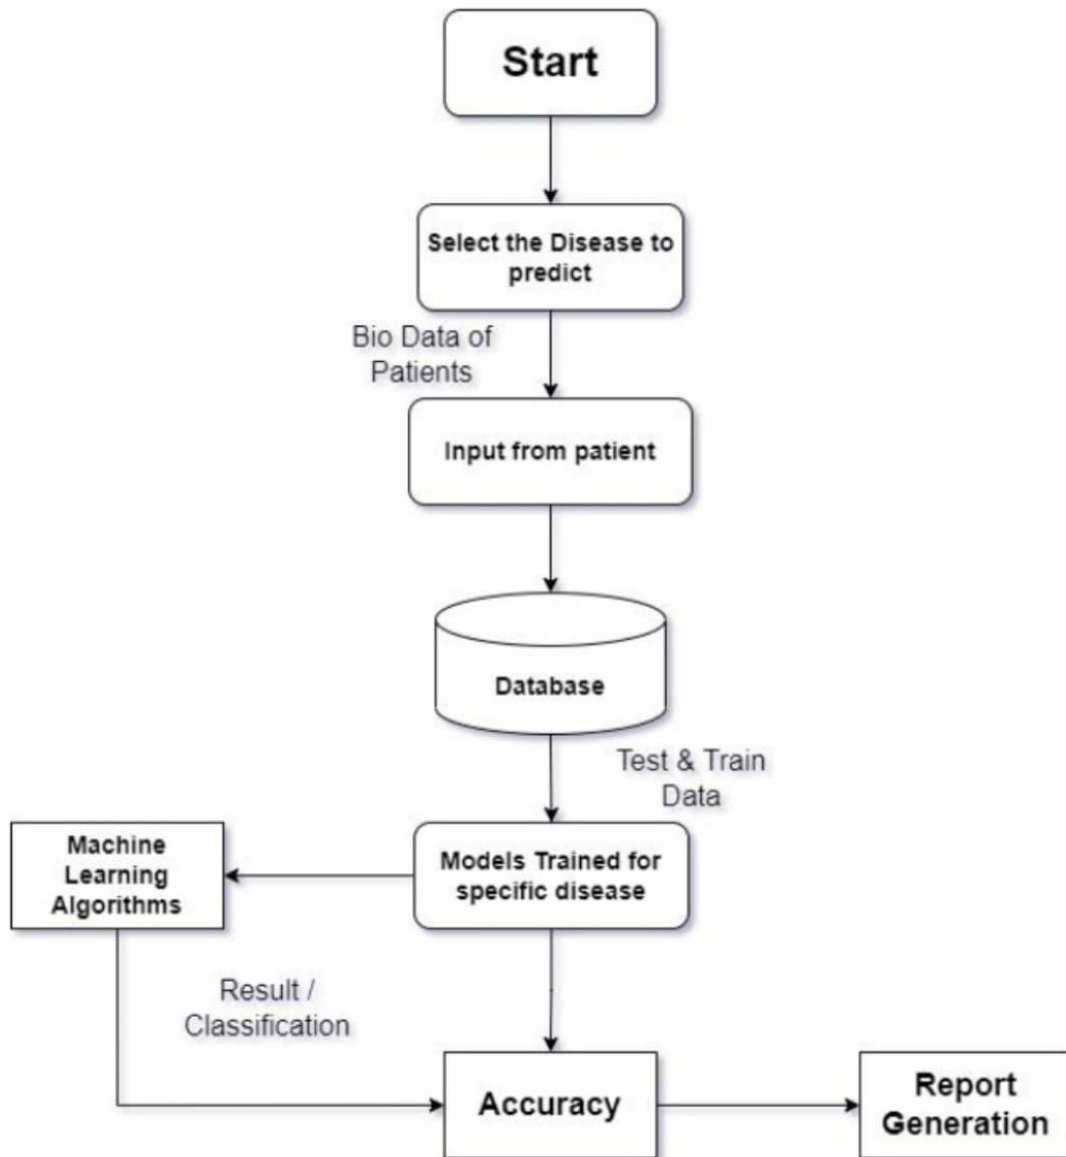 Start
Select the Disease to
predict
Bio Data of
Patients
Input from patient
Database
Test & Train
Data
Machine
Learning
Algorithms
Models Trained for
specific disease
Result /
Classification
Accuracy
Report
Generation